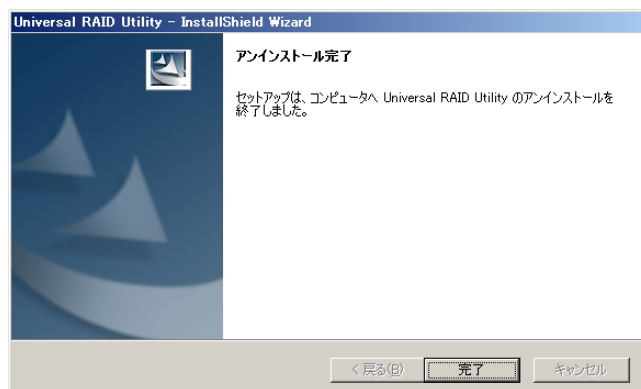 Universal RAID Utility - InstallShield Wizard
アンインストール完了
セットアップは、コンピュータへ Universal RAID Utility のアンインストールを
終了しました。
< 戻る(B)
完了
キャンセル